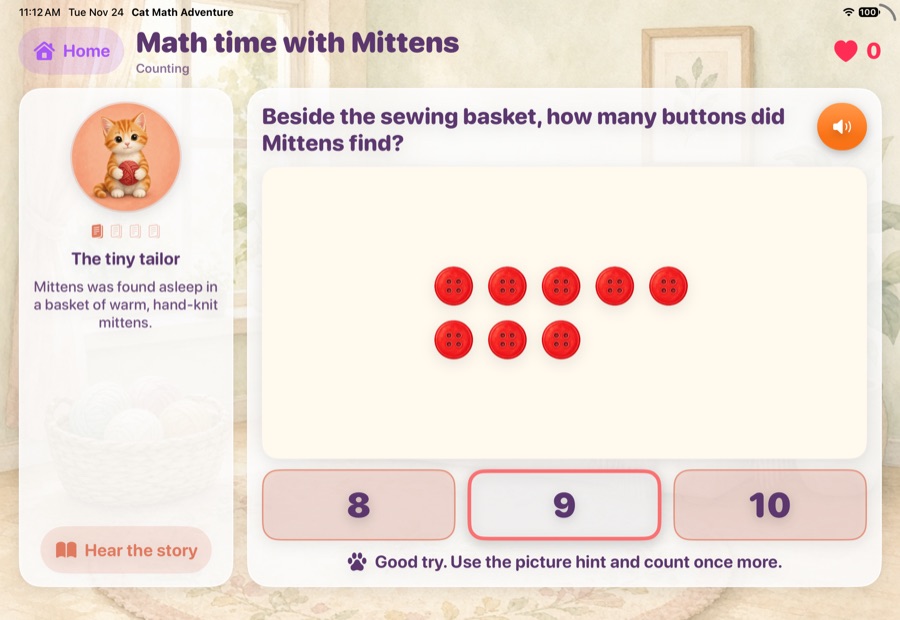 11:12 AM Tue Nov 24 Cat Math Adventure
100
Home
Math time with Mittens
Counting
0
The tiny tailor
Mittens was found asleep in
a basket of warm, hand-knit
mittens.
Hear the story
Beside the sewing basket, how many buttons did
Mittens find?
8
9
10
Good try. Use the picture hint and count once more.